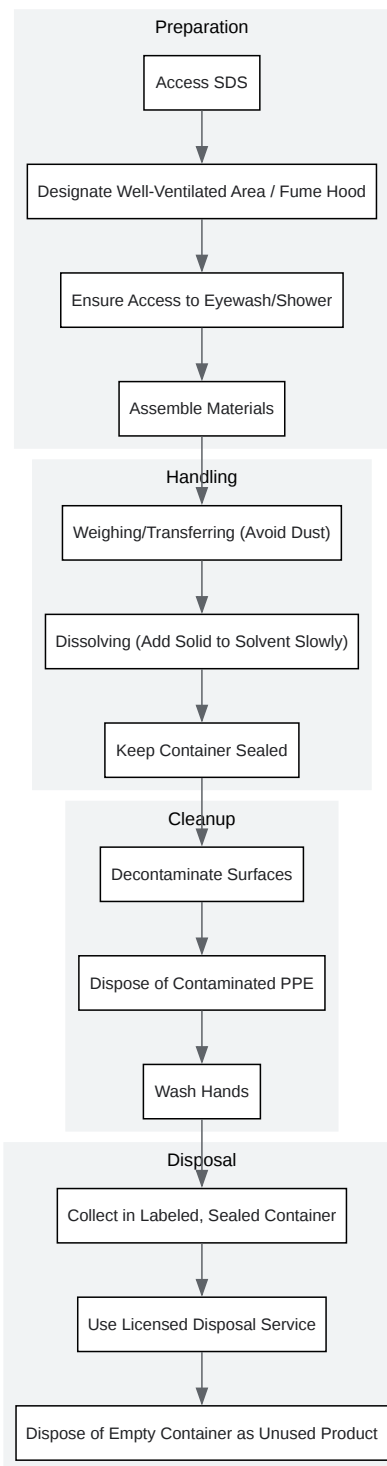 Preparation
Access SDS
Designate Well-Ventilated Area / Fume Hood
Ensure Access to Eyewash/Shower
Assemble Materials
Handling
Weighing/Transferring (Avoid Dust)
Dissolving (Add Solid to Solvent Slowly)
Keep Container Sealed
Cleanup
Decontaminate Surfaces
Dispose of Contaminated PPE
Wash Hands
Disposal
Collect in Labeled, Sealed Container
Use Licensed Disposal Service
Dispose of Empty Container as Unused Product